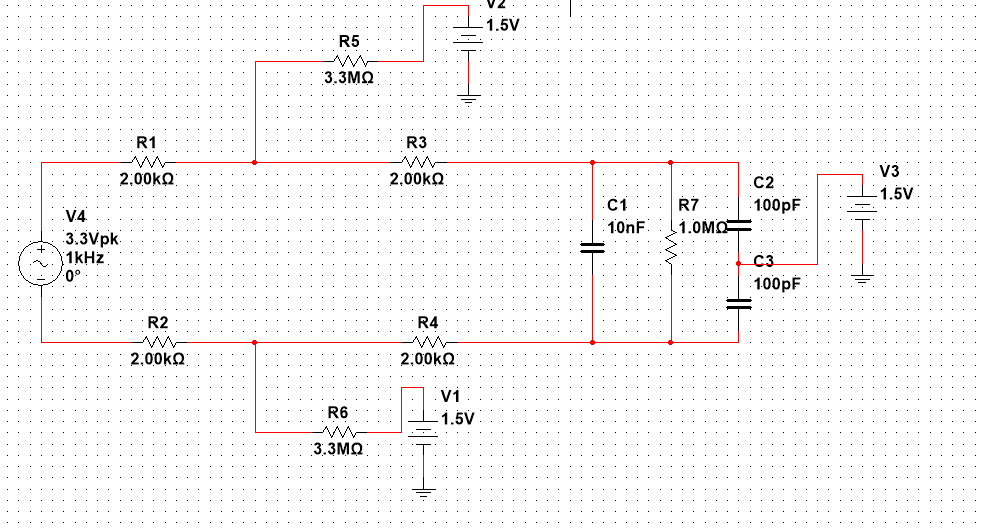 V2
1.5V
R5
3.3MΩ
R1
2.00kΩ
R3
2.00kΩ
V3
1.5V
C2
100pF
C1
10nF
R7
1.0MΩ
V4
3.3Vpk
1kHz
0°
C3
100pF
R2
2.00kΩ
R4
2.00kΩ
V1
1.5V
R6
3.3MΩ